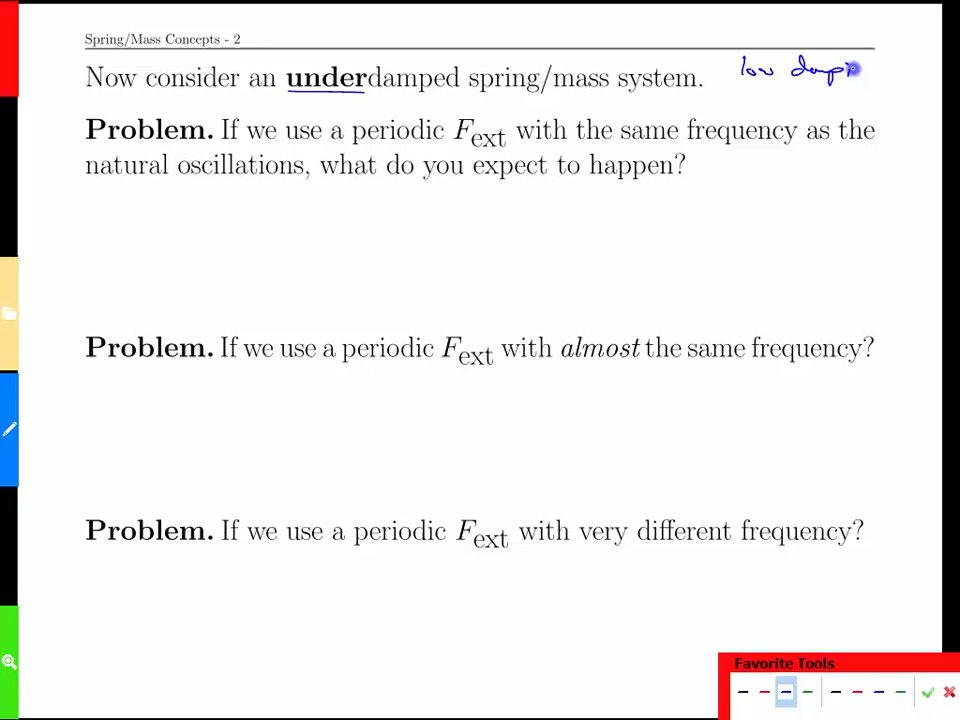 Spring/Mass Concepts - 2
Now consider an underdamped spring/mass system. low dampi
Problem. If we use a periodic Fext with the same frequency as the
natural oscillations, what do you expect to happen?
Problem. If we use a periodic Fext with almost the same frequency?
Problem. If we use a periodic Fext with very different frequency?
Favorite Tools